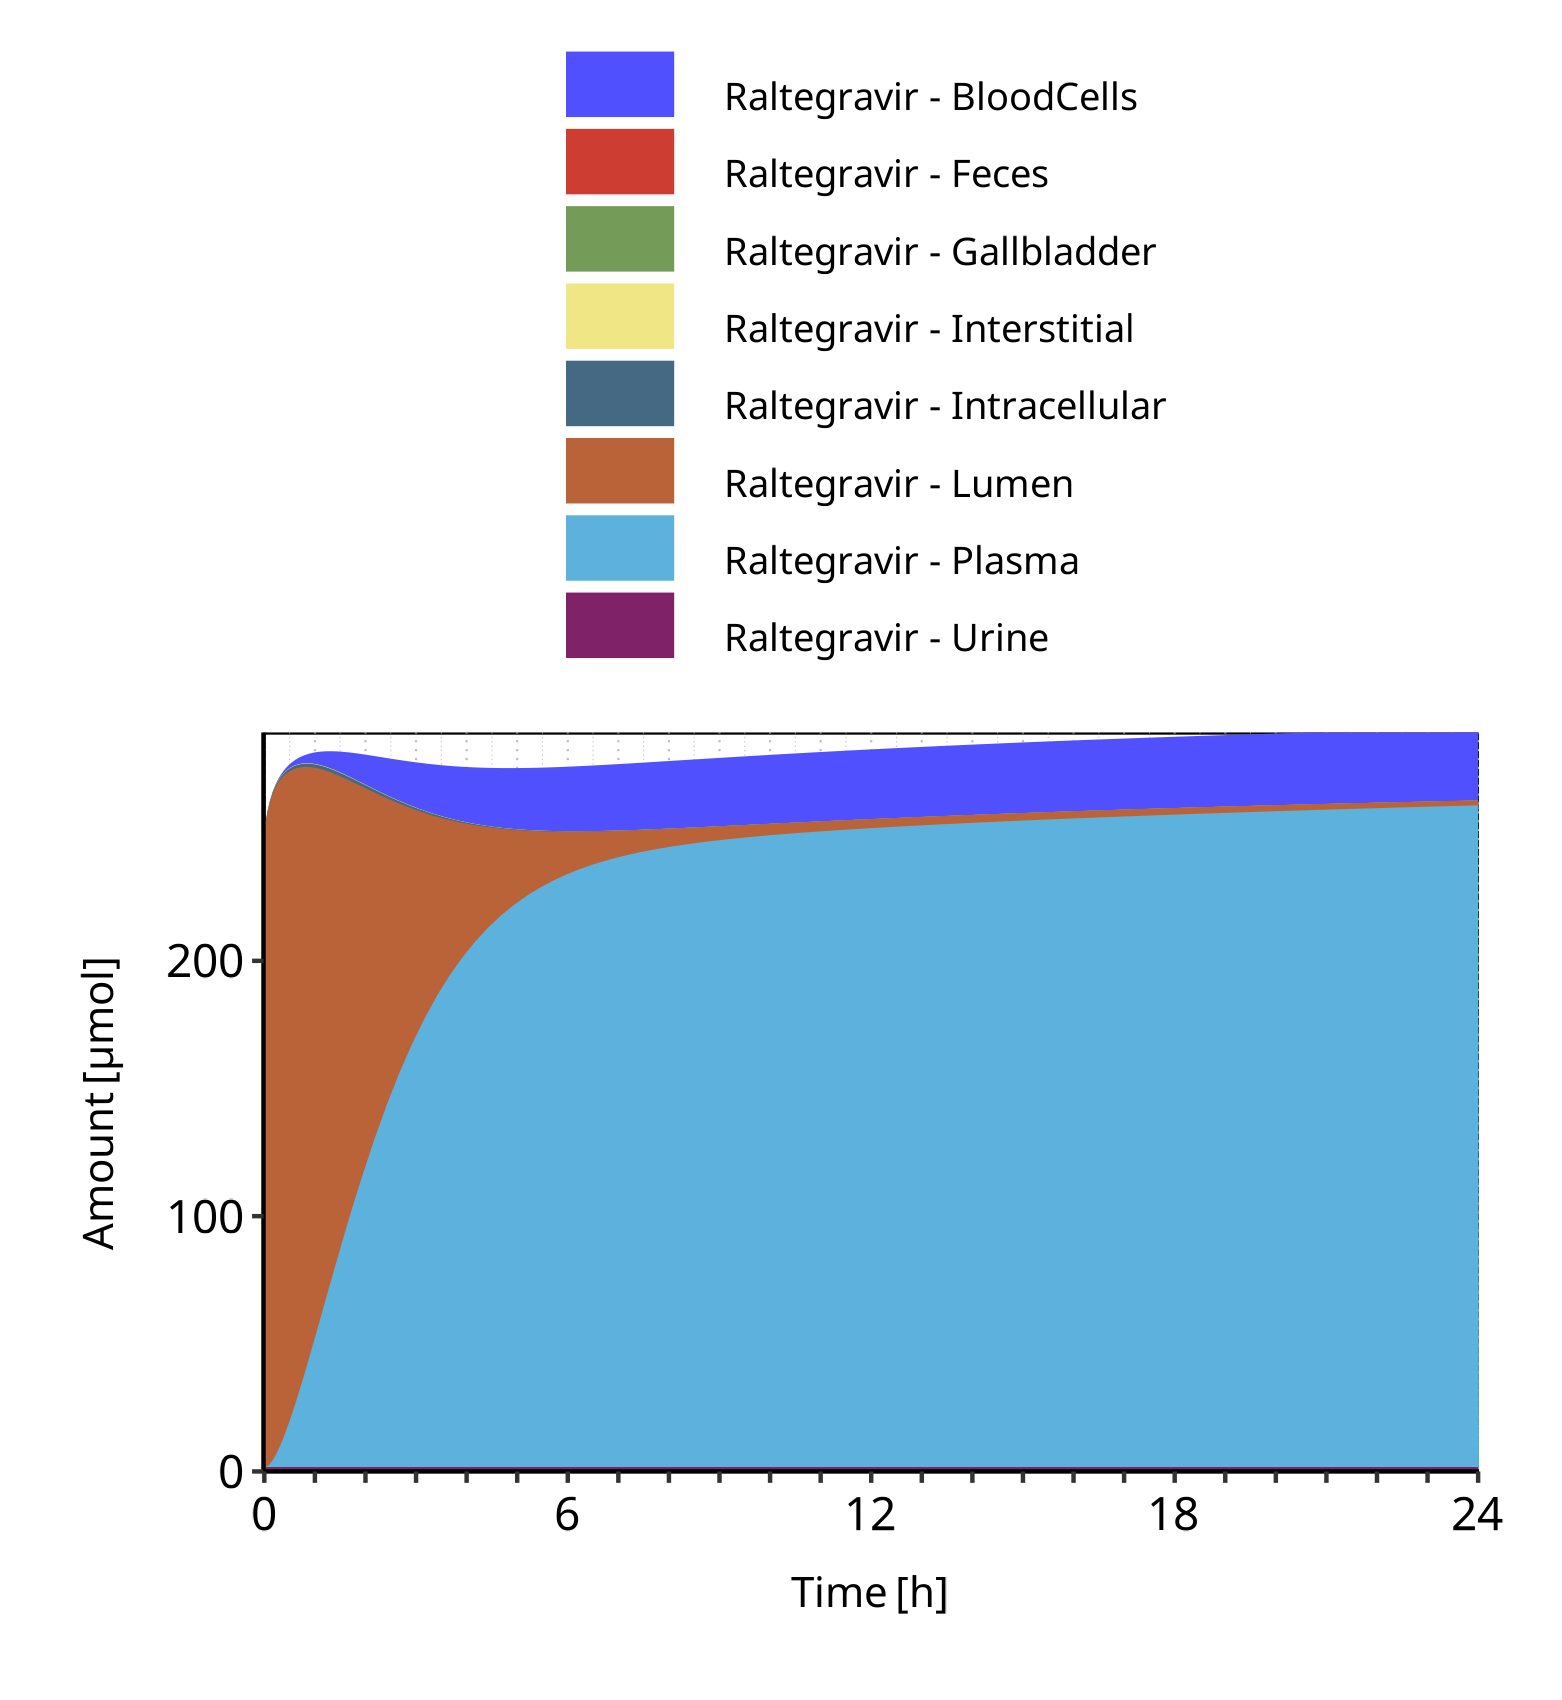 Raltegravir - BloodCells
Raltegravir - Feces
Raltegravir - Gallbladder
Raltegravir - Interstitial
Raltegravir - Intracellular
Raltegravir - Lumen
Raltegravir - Plasma
Raltegravir - Urine
Amount [µmol]
200
100
0
0 6 12 18 24
Time [h]